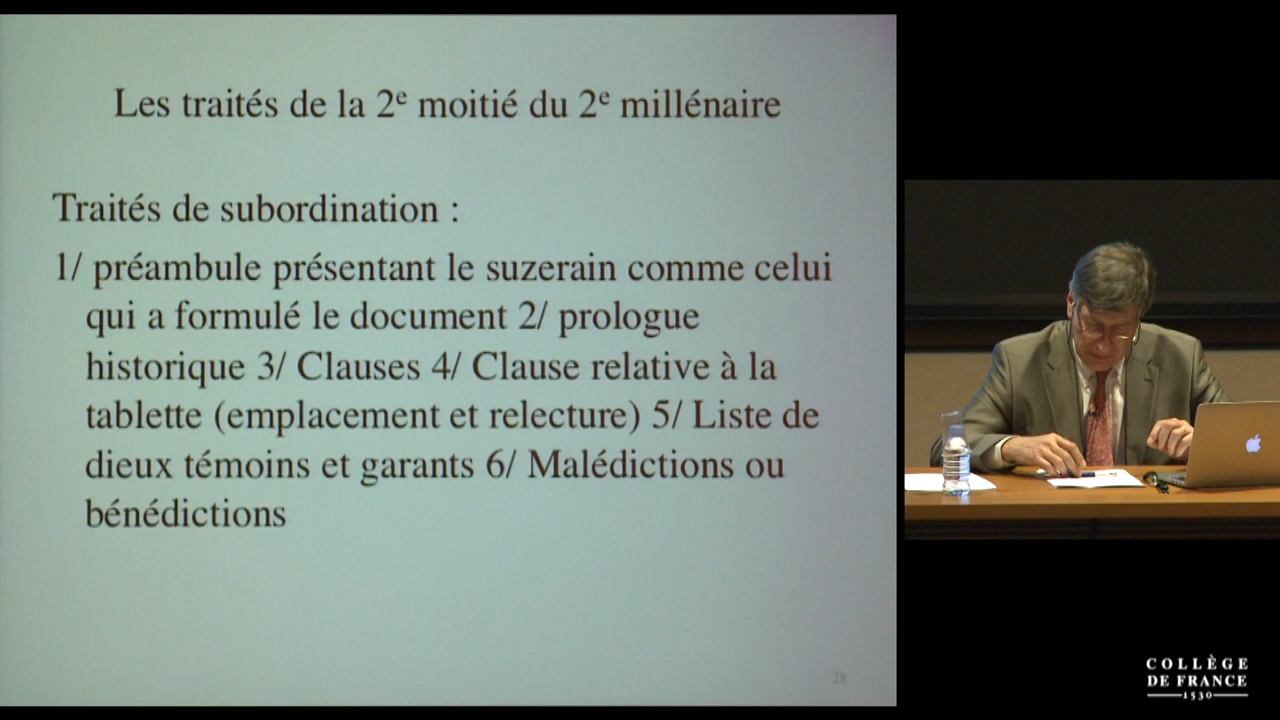 Les traités de la 2e moitié du 2e millénaire
Traités de subordination :
1/ préambule présentant le suzerain comme celui
qui a formulé le document 2/ prologue
historique 3/ Clauses 4/ Clause relative à la
tablette (emplacement et relecture) 5/ Liste de
dieux témoins et garants 6/ Malédictions ou
bénédictions
28
COLLÈGE
DE FRANCE
1530